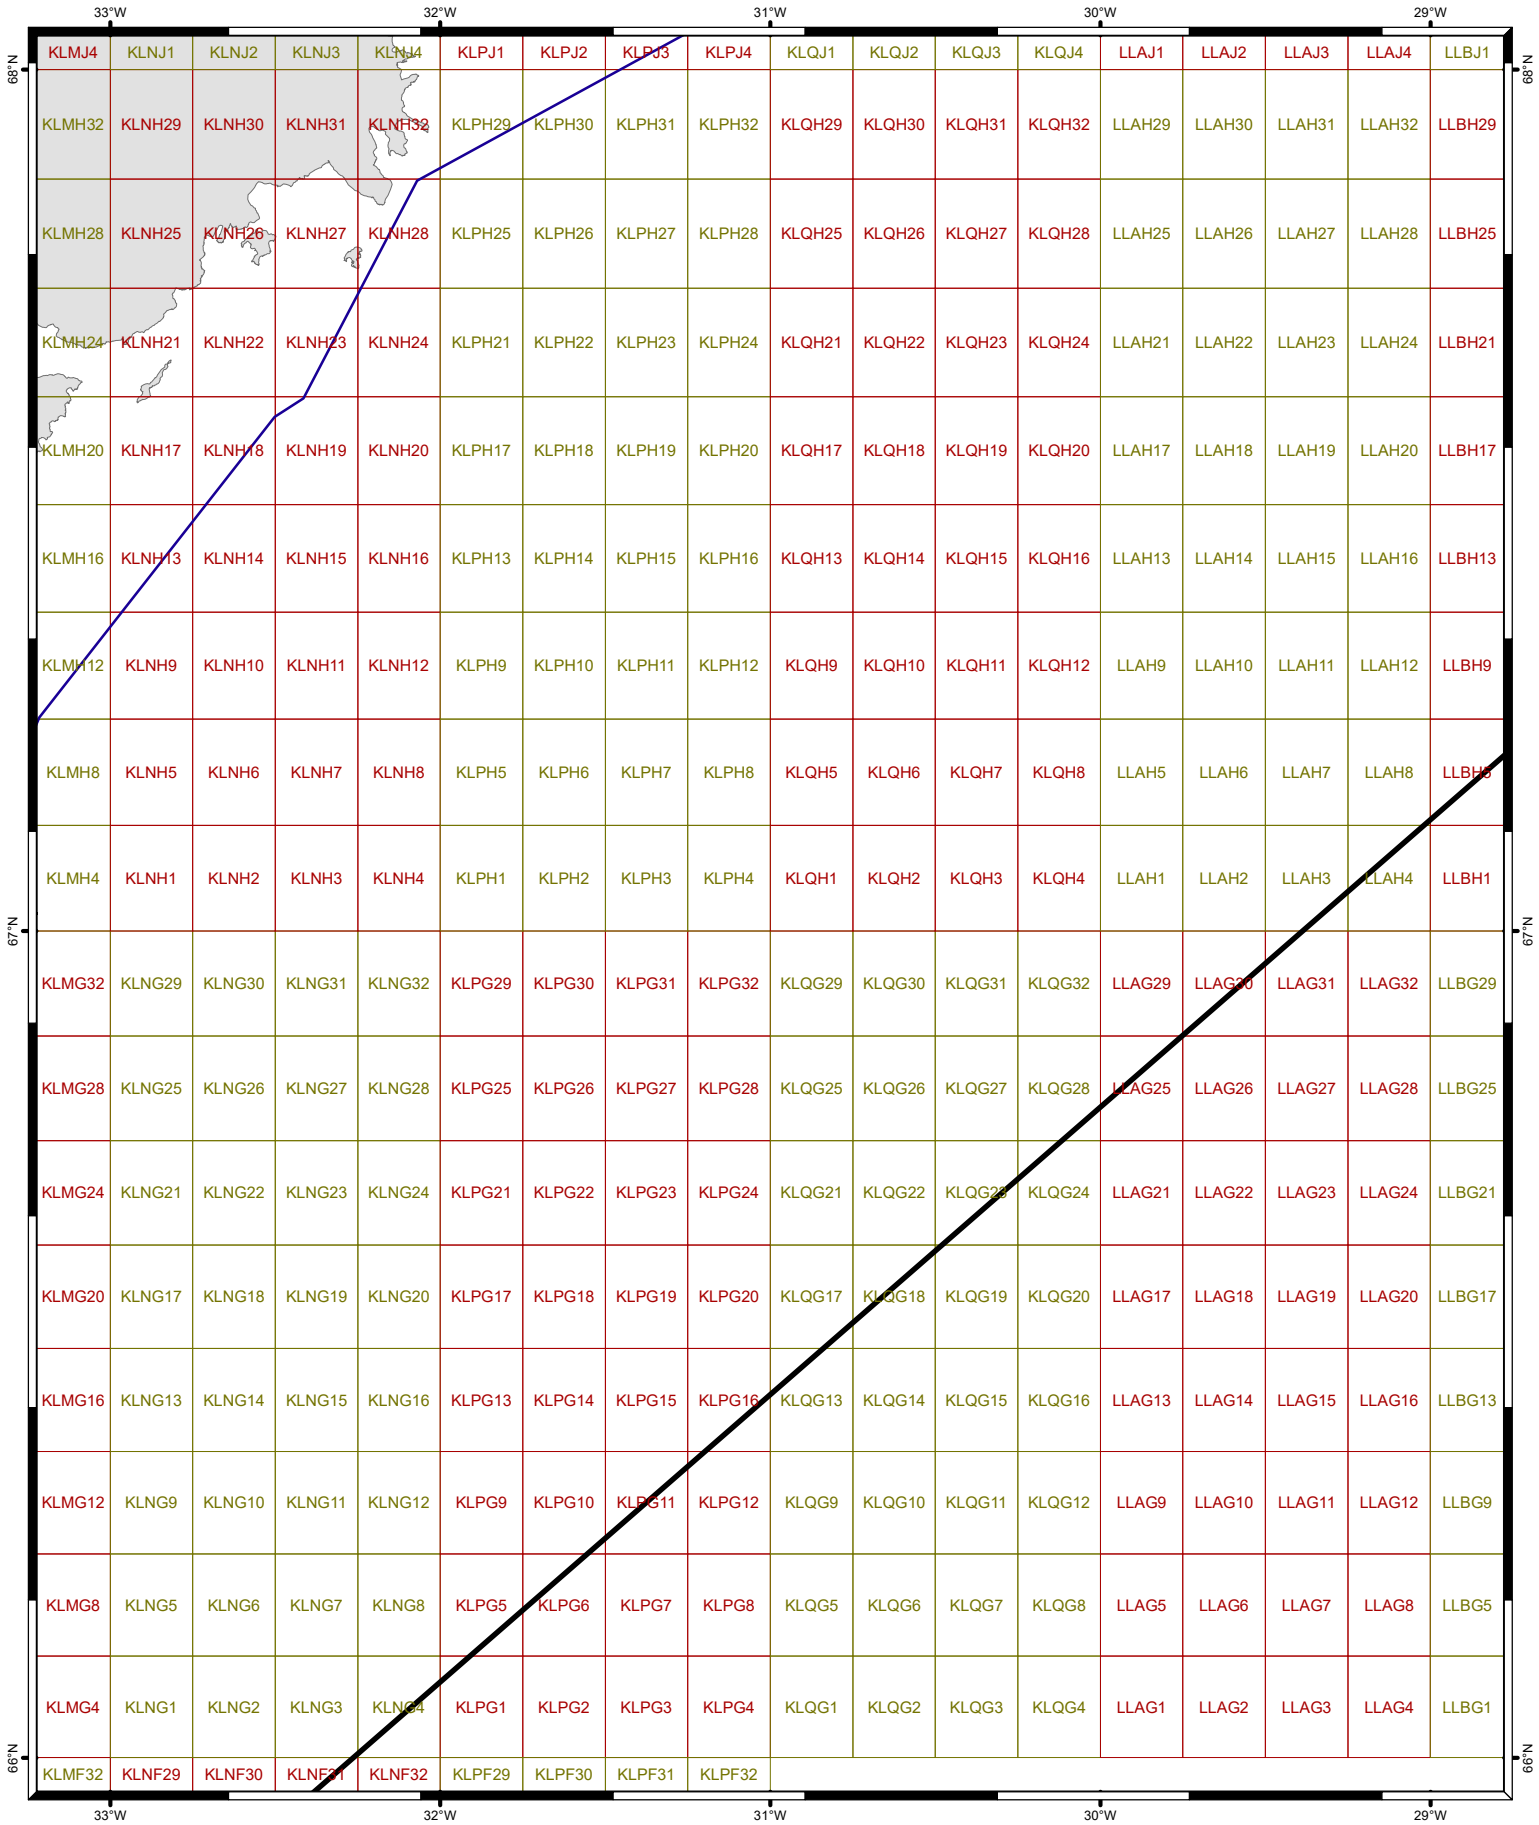 33°W 32°W 31°W 30°W 29°W
KLMJ4 KLNJ1 KLNJ2 KLNJ3 KLNJ4 KLPJ1 KLPJ2 KLPJ3 KLPJ4 KLQJ1 KLQJ2 KLQJ3 KLQJ4 LLAJ1 LLAJ2 LLAJ3 LLAJ4 LLBJ1
68°N 68°N
KLMH32 KLNH29 KLNH30 KLNH31 KLNH32 KLPH29 KLPH30 KLPH31 KLPH32 KLQH29 KLQH30 KLQH31 KLQH32 LLAH29 LLAH30 LLAH31 LLAH32 LLBH29
KLMH28 KLNH25 KLNH26 KLNH27 KLNH28 KLPH25 KLPH26 KLPH27 KLPH28 KLQH25 KLQH26 KLQH27 KLQH28 LLAH25 LLAH26 LLAH27 LLAH28 LLBH25
KLMH24 KLNH21 KLNH22 KLNH23 KLNH24 KLPH21 KLPH22 KLPH23 KLPH24 KLQH21 KLQH22 KLQH23 KLQH24 LLAH21 LLAH22 LLAH23 LLAH24 LLBH21
KLMH20 KLNH17 KLNH18 KLNH19 KLNH20 KLPH17 KLPH18 KLPH19 KLPH20 KLQH17 KLQH18 KLQH19 KLQH20 LLAH17 LLAH18 LLAH19 LLAH20 LLBH17
KLMH16 KLNH13 KLNH14 KLNH15 KLNH16 KLPH13 KLPH14 KLPH15 KLPH16 KLQH13 KLQH14 KLQH15 KLQH16 LLAH13 LLAH14 LLAH15 LLAH16 LLBH13
KLMH12 KLNH9 KLNH10 KLNH11 KLNH12 KLPH9 KLPH10 KLPH11 KLPH12 KLQH9 KLQH10 KLQH11 KLQH12 LLAH9 LLAH10 LLAH11 LLAH12 LLBH9
KLMH8 KLNH5 KLNH6 KLNH7 KLNH8 KLPH5 KLPH6 KLPH7 KLPH8 KLQH5 KLQH6 KLQH7 KLQH8 LLAH5 LLAH6 LLAH7 LLAH8 LLBH5
KLMH4 KLNH1 KLNH2 KLNH3 KLNH4 KLPH1 KLPH2 KLPH3 KLPH4 KLQH1 KLQH2 KLQH3 KLQH4 LLAH1 LLAH2 LLAH3 LLAH4 LLBH1
67°N 67°N
KLMG32 KLNG29 KLNG30 KLNG31 KLNG32 KLPG29 KLPG30 KLPG31 KLPG32 KLQG29 KLQG30 KLQG31 KLQG32 LLAG29 LLAG30 LLAG31 LLAG32 LLBG29
KLMG28 KLNG25 KLNG26 KLNG27 KLNG28 KLPG25 KLPG26 KLPG27 KLPG28 KLQG25 KLQG26 KLQG27 KLQG28 LLAG25 LLAG26 LLAG27 LLAG28 LLBG25
KLMG24 KLNG21 KLNG22 KLNG23 KLNG24 KLPG21 KLPG22 KLPG23 KLPG24 KLQG21 KLQG22 KLQG23 KLQG24 LLAG21 LLAG22 LLAG23 LLAG24 LLBG21
KLMG20 KLNG17 KLNG18 KLNG19 KLNG20 KLPG17 KLPG18 KLPG19 KLPG20 KLQG17 KLQG18 KLQG19 KLQG20 LLAG17 LLAG18 LLAG19 LLAG20 LLBG17
KLMG16 KLNG13 KLNG14 KLNG15 KLNG16 KLPG13 KLPG14 KLPG15 KLPG16 KLQG13 KLQG14 KLQG15 KLQG16 LLAG13 LLAG14 LLAG15 LLAG16 LLBG13
KLMG12 KLNG9 KLNG10 KLNG11 KLNG12 KLPG9 KLPG10 KLPG11 KLPG12 KLQG9 KLQG10 KLQG11 KLQG12 LLAG9 LLAG10 LLAG11 LLAG12 LLBG9
KLMG8 KLNG5 KLNG6 KLNG7 KLNG8 KLPG5 KLPG6 KLPG7 KLPG8 KLQG5 KLQG6 KLQG7 KLQG8 LLAG5 LLAG6 LLAG7 LLAG8 LLBG5
KLMG4 KLNG1 KLNG2 KLNG3 KLNG4 KLPG1 KLPG2 KLPG3 KLPG4 KLQG1 KLQG2 KLQG3 KLQG4 LLAG1 LLAG2 LLAG3 LLAG4 LLBG1
66°N 66°N
KLMF32 KLNF29 KLNF30 KLNF31 KLNF32 KLPF29 KLPF30 KLPF31 KLPF32
33°W 32°W 31°W 30°W 29°W